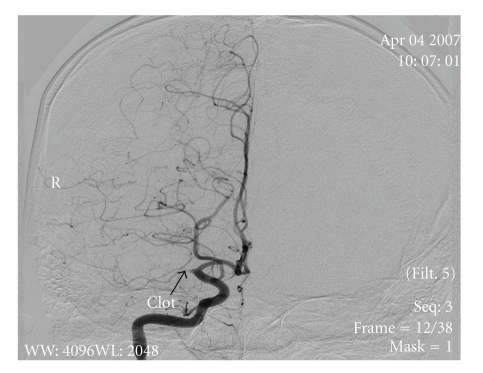 Apr 04 2007
10: 07: 01
R
(Filt, 5)
Clot
Seq: 3
Frame = 12/38
Mask = 1
WW: 4096WL: 2048